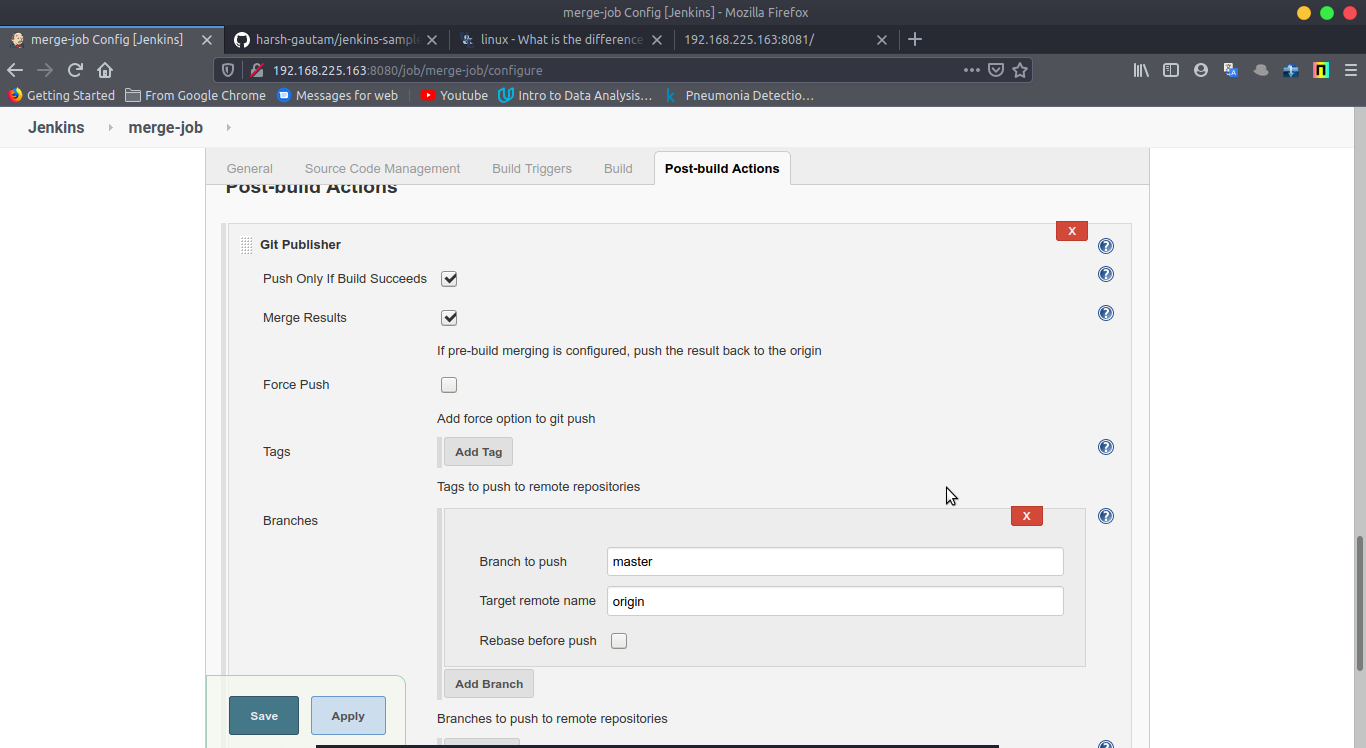 merge-job Config [Jenkins] - Mozilla Firefox
merge-job Config [Jenkins]
harsh-gautam/jenkins-sampl
linux - What is the difference
192.168.225.163:8081/
192.168.225.163:8080/job/merge-job/configure
Getting Started
From Google Chrome
Messages for web
Youtube
Intro to Data Analysis…
Pneumonia Detectio…
Jenkins
merge-job
General
Source Code Management
Build Triggers
Build
Post-build Actions
Post-build Actions
X
Git Publisher
Push Only If Build Succeeds
Merge Results
If pre-build merging is configured, push the result back to the origin
Force Push
Add force option to git push
Tags
Add Tag
Tags to push to remote repositories
Branches
X
Branch to push
master
Target remote name
origin
Rebase before push
Add Branch
Save
Apply
Branches to push to remote repositories